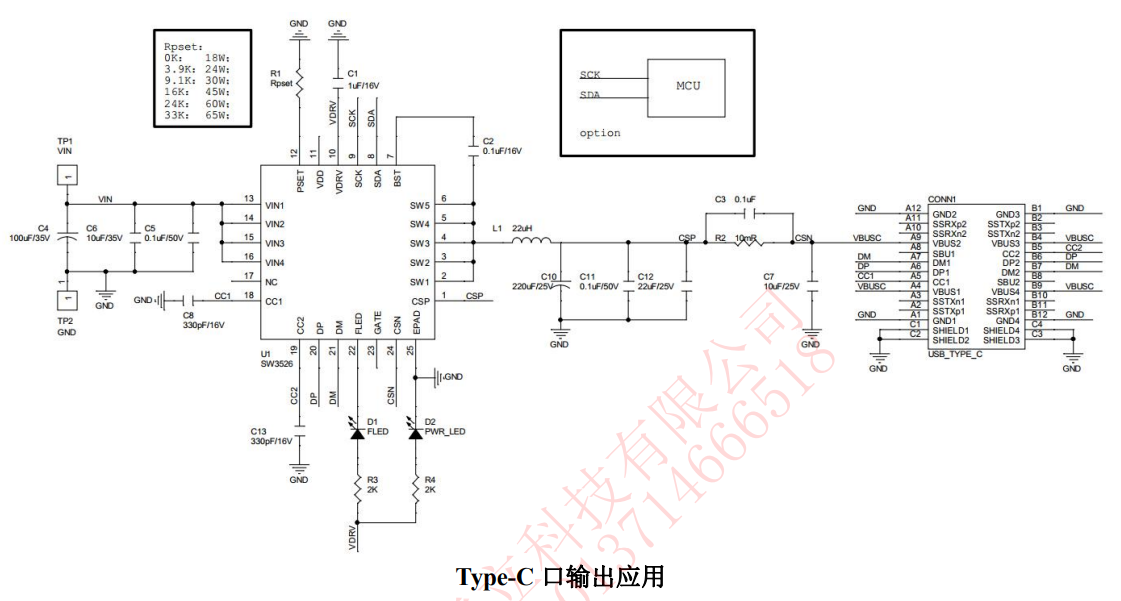 Rpset:
0K: 18W;
3.9K: 24W;
9.1K: 30W;
16K: 45W;
24K: 60W;
33K: 65W;
GND
GND
R1
Rpset
C1
1uF/16V
VDRV
SCK
SDA
C2
0.1uF/16V
SCK
SDA
MCU
option
TP1
VIN
1
VIN
C4
100uF/35V
C6
10uF/35V
C5
0.1uF/50V
GND
1
TP2
GND
GND
C8
330pF/16V
CC1
12
11
10
9
8
7
PSET
VDD
VDRV
SCK
SDA
BST
13
VIN1
14
VIN2
15
VIN3
16
VIN4
17
NC
18
CC1
SW5
6
SW4
5
SW3
4
SW2
3
SW1
2
CSP
1
CSP
CC2
DP
DM
FLED
GATE
CSN
EPAD
19
20
21
22
23
24
25
U1
SW3526
CC2
DP
DM
CSN
GND
C13
330pF/16V
GND
D1
FLED
D2
PWR_LED
R3
2K
R4
2K
VDRV
L1 22uH
C10
220uF/25V
C11
0.1uF/50V
C12
22uF/25V
GND
CSP
C3 0.1uF
R2 10mR
CSN
C7
10uF/25V
GND
CONN1
GND A12 GND2 GND3 B1 GND
A11 SSRXp2 SSTXp2 B2
A10 SSRXn2 SSTXn2 B3
VBUSC A9 VBUS2 VBUS3 B4 VBUSC
A8 SBU1 CC2 B5 CC2
DM A7 DM1 DP2 B6 DP
DP A6 DP1 DM2 B7 DM
CC1 A5 CC1 SBU2 B8
VBUSC A4 VBUS1 VBUS4 B9 VBUSC
A3 SSTXn1 SSRXn1 B10
A2 SSTXp1 SSRXp1 B11
GND A1 GND1 GND4 B12 GND
C1 SHIELD1 SHIELD4 C4
C2 SHIELD2 SHIELD3 C3
USB_TYPE_C
GND
GND
科技有限公司
013714666518
Type-C 口输出应用